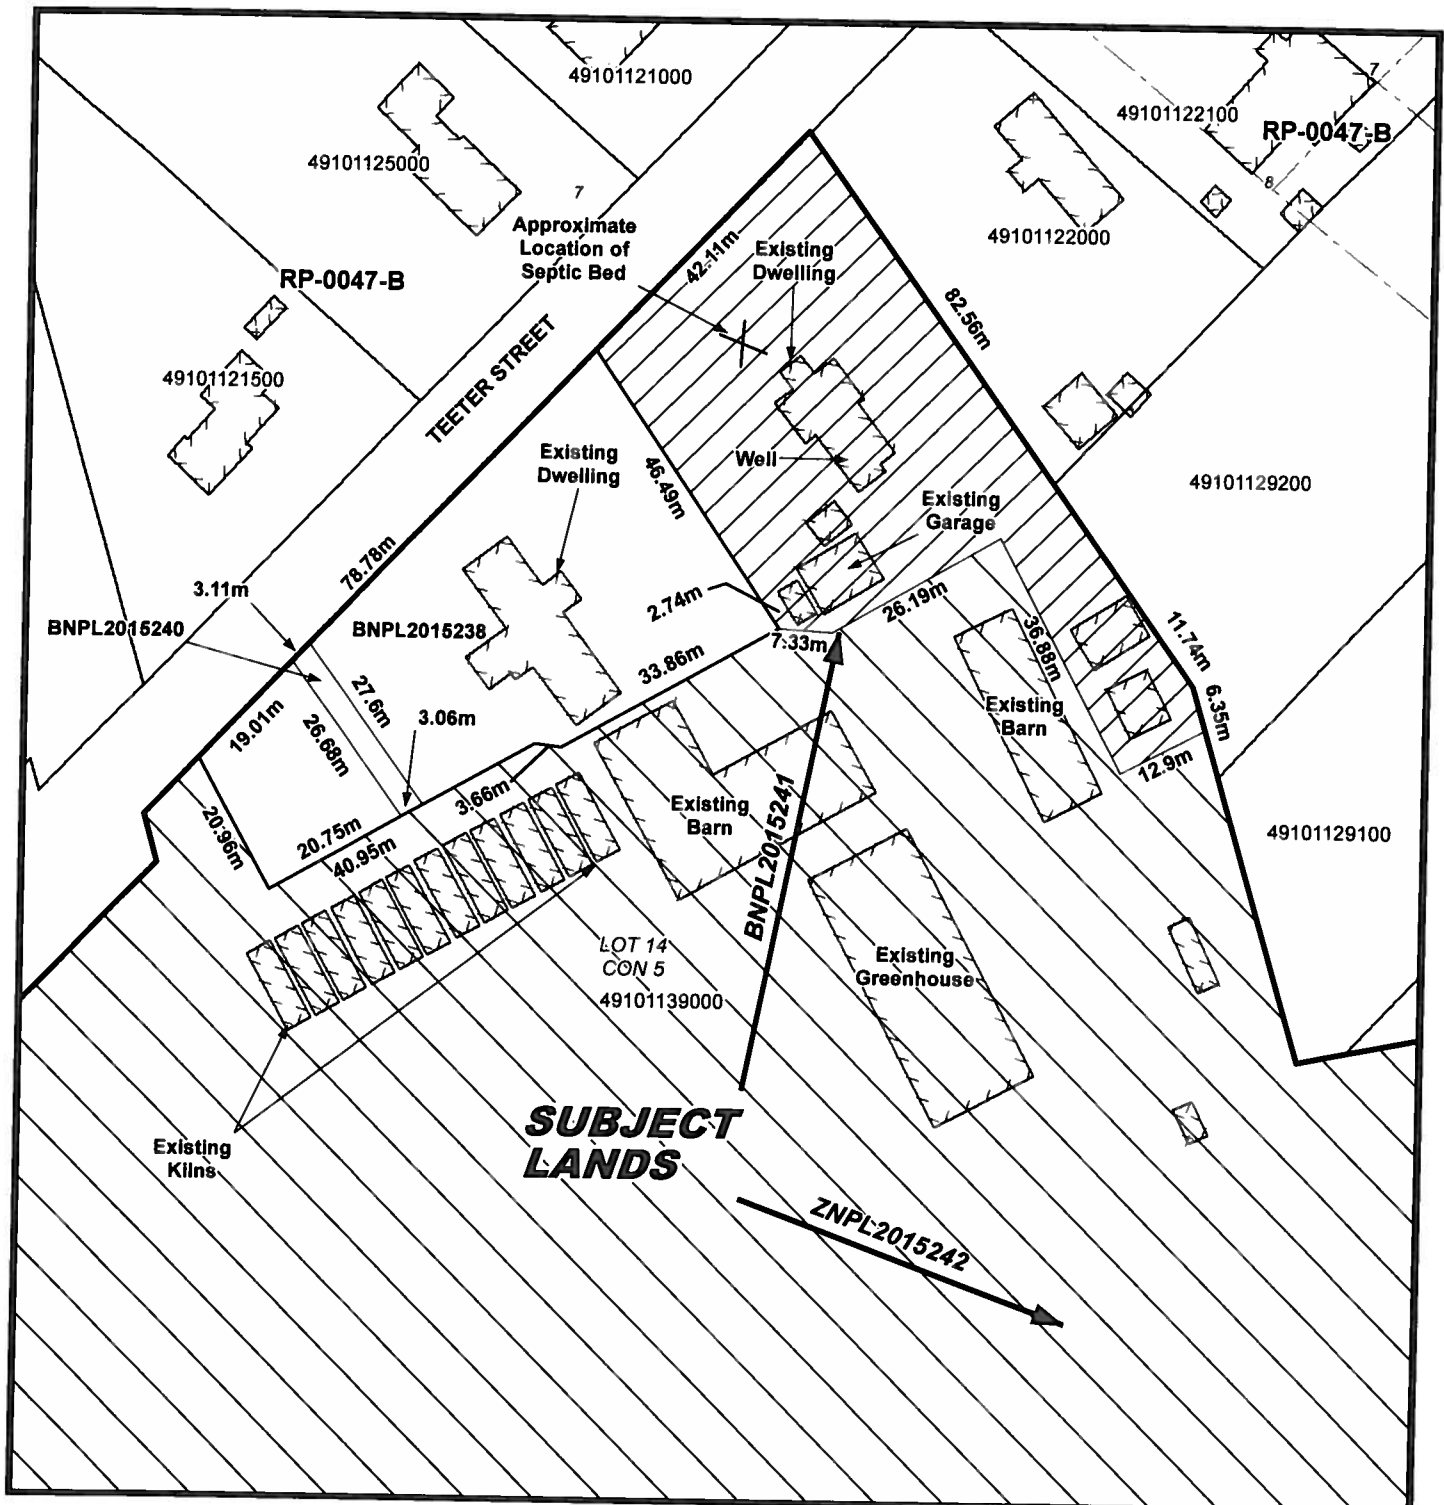 49101121000
7
49101122100
RP-0047-B
49101125000
8
7
Approximate
Location of
Septic Bed
42.11m
Existing
Dwelling
49101122000
RP-0047-B
82.56m
49101121500
TEETER STREET
Existing
Dwelling
46.49m
Well
49101129200
Existing
Garage
78.78m
3.11m
2.74m
26.19m
BNPL2015240
BNPL2015238
7.33m
36.88m
11.74m
33.86m
27.6m
6.35m
19.01m
26.68m
3.06m
Existing
Barn
12.9m
3.66m
Existing
Barn
20.96m
20.75m
40.95m
49101129100
BNPL2015241
LOT 14
CON 5
49101139000
Existing
Greenhouse
SUBJECT
LANDS
Existing
Kilns
ZNPL2015242